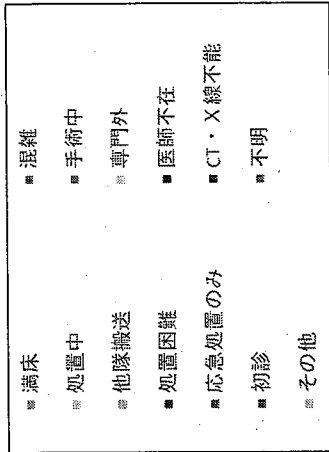 ■ 満床
■ 処置中
■ 他隊搬送
■ 処置困難
■ 応急処置のみ
■ 初診
■ その他
■ 混雑
■ 手術中
■ 専門外
■ 医師不在
■ CT・X線不能
■ 不明